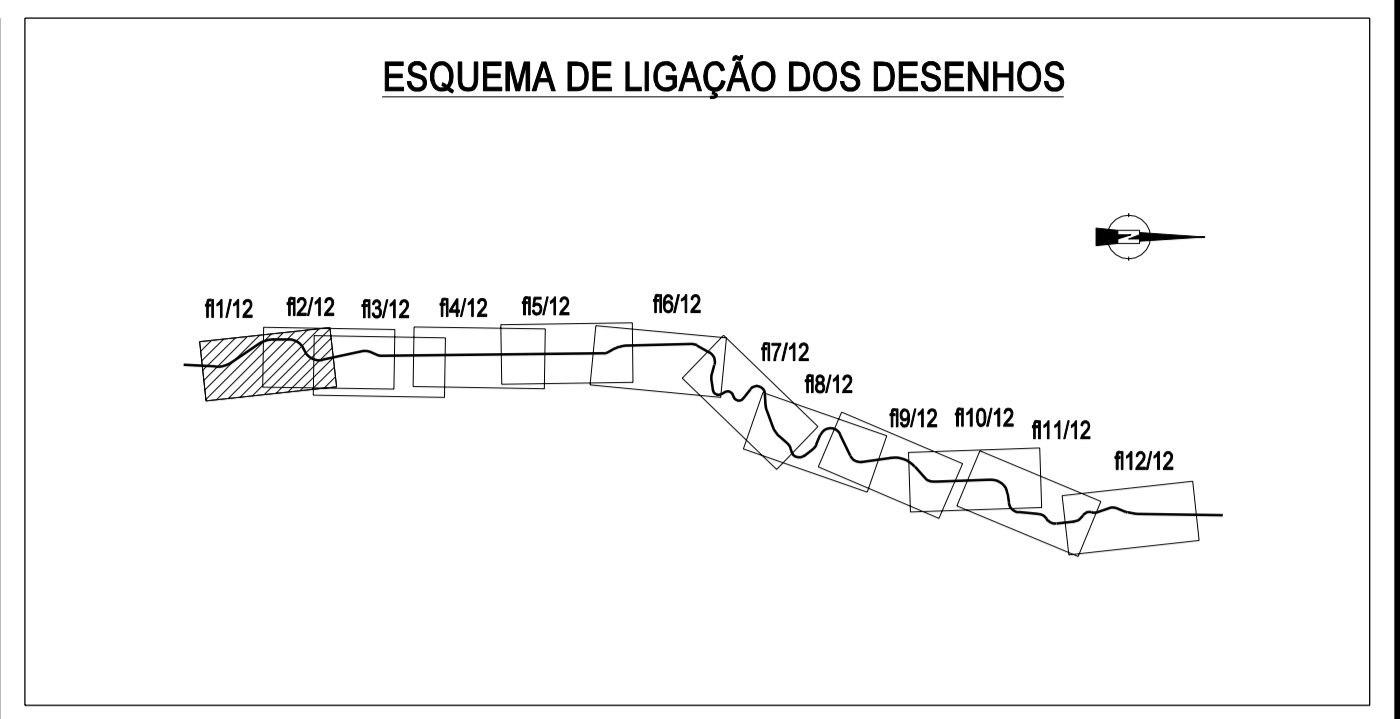 ESQUEMA DE LIGAÇÃO DOS DESENHOS
N
fl1/12
fl2/12
fl3/12
fl4/12
fl5/12
fl6/12
fl7/12
fl8/12
fl9/12
fl10/12
fl11/12
fl12/12